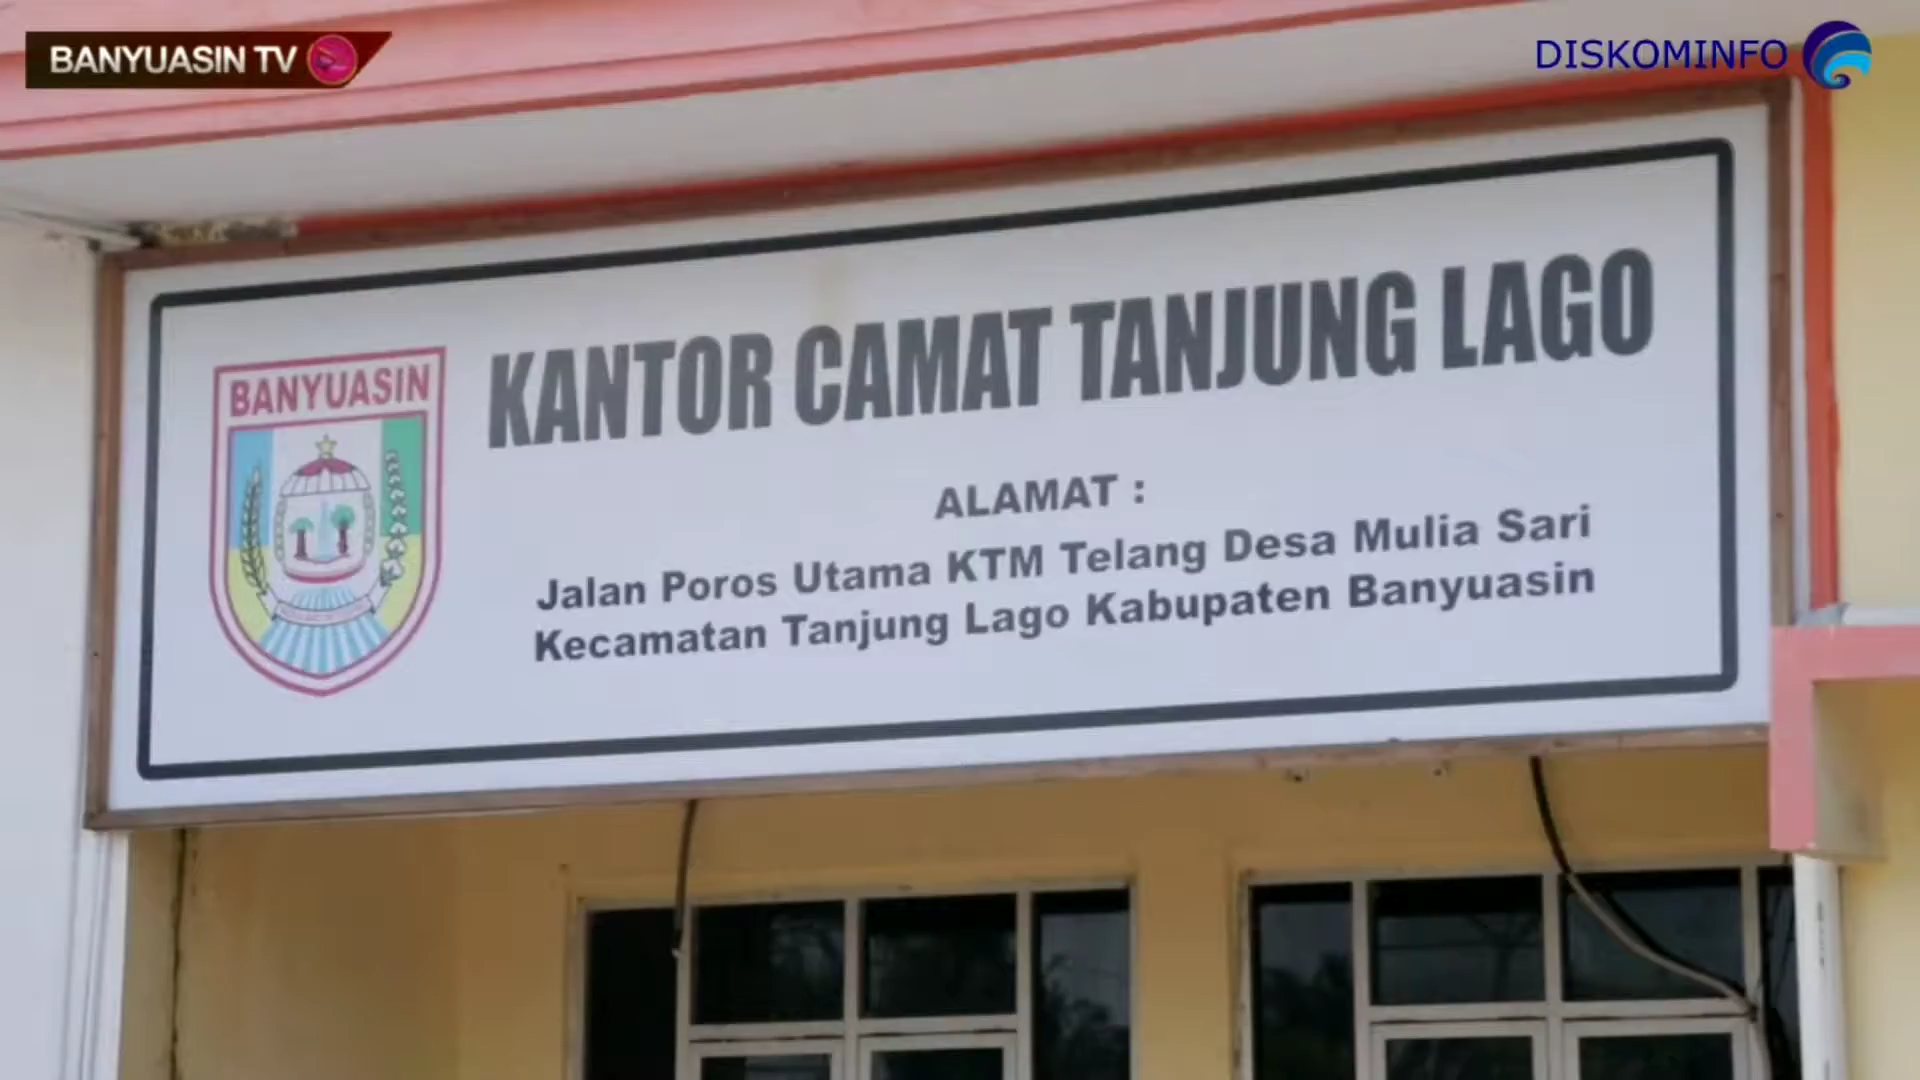 BANYUASIN TV
DISKOMINFO
BANYUASIN
KANTOR CAMAT TANJUNG LAGO
ALAMAT :
Jalan Poros Utama KTM Telang Desa Mulia Sari
Kecamatan Tanjung Lago Kabupaten Banyuasin